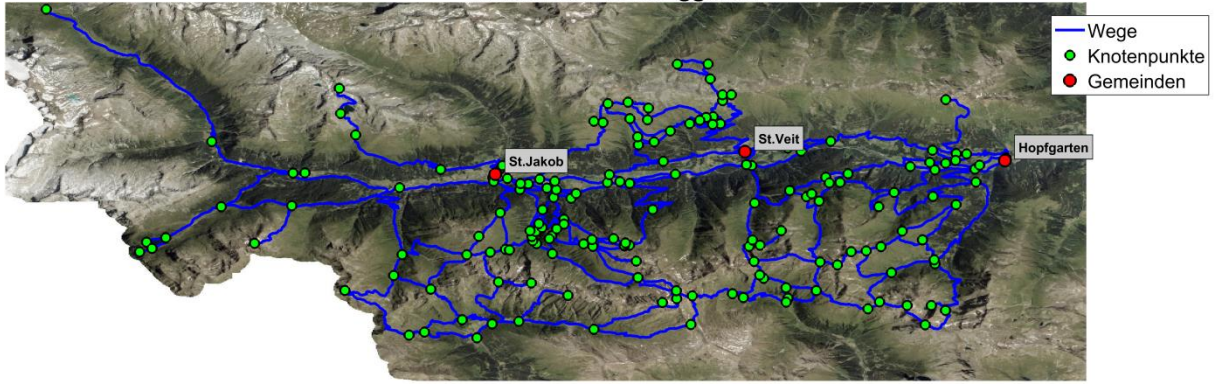 Wege
Knotenpunkte
Gemeinden
St.Jakob
St.Veit
Hopfgarten